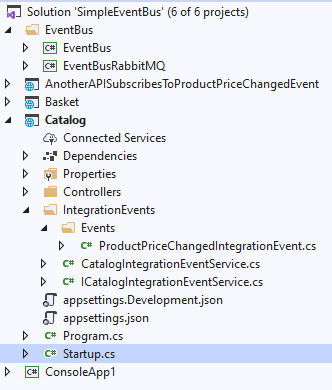 Solution 'SimpleEventBus' (6 of 6 projects)
EventBus
C# EventBus
C# EventBusRabbitMQ
AnotherAPISubscribesToProductPriceChangedEvent
Basket
Catalog
Connected Services
Dependencies
Properties
Controllers
IntegrationEvents
Events
C# ProductPriceChangedIntegrationEvent.cs
C# CatalogIntegrationEventService.cs
C# ICatalogIntegrationEventService.cs
appsettings.Development.json
appsettings.json
C# Program.cs
C# Startup.cs
C# ConsoleApp1